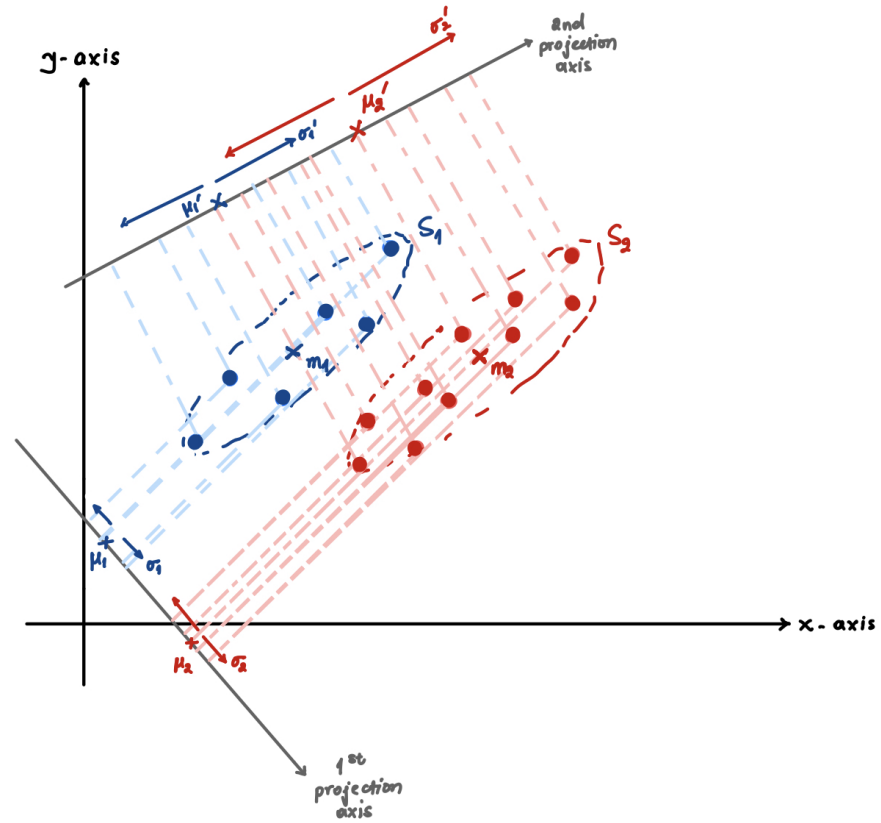 σ₂'
2nd
projection
axis
y-axis
μ₂'
σ₁'
μ₁'
S₁
S₂
m₁
m₂
μ₁
σ₁
x-axis
μ₂
σ₂
1st
projection
axis